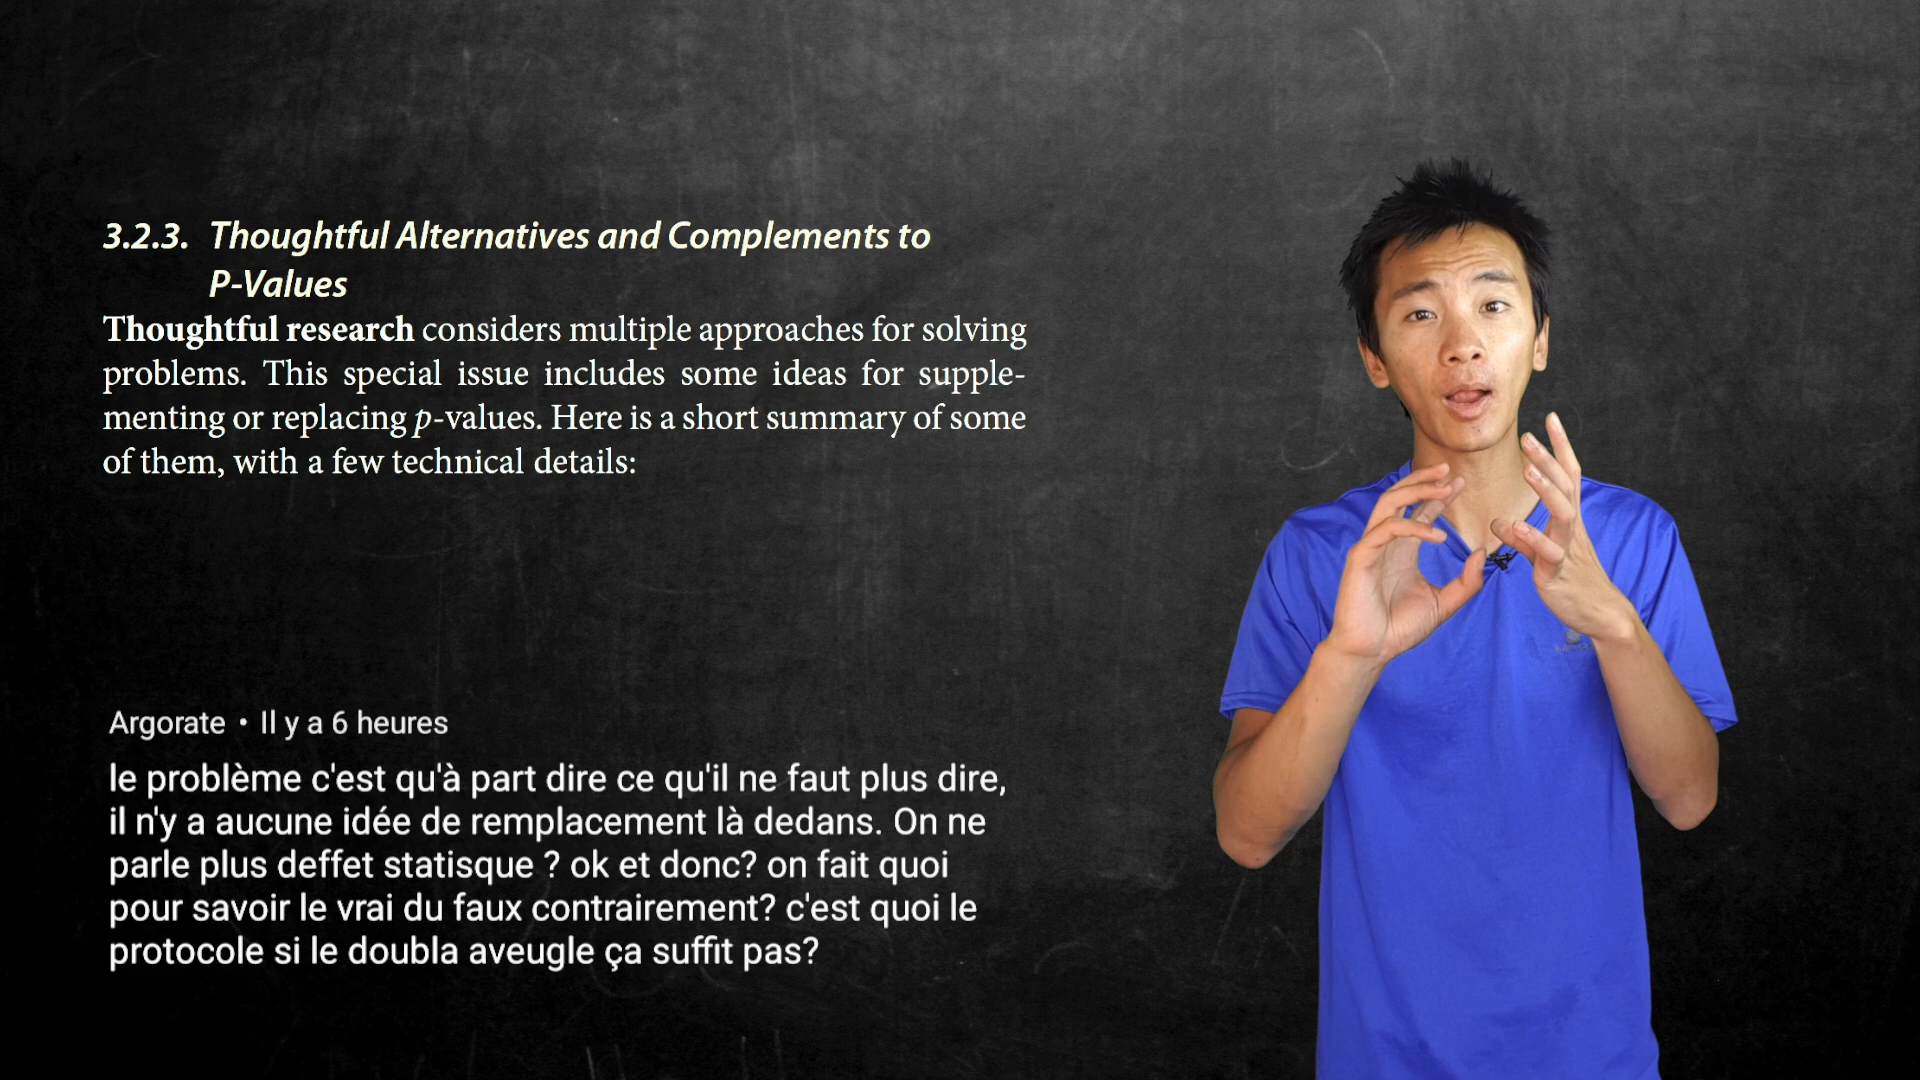 3.2.3. Thoughtful Alternatives and Complements to
P-Values
Thoughtful research considers multiple approaches for solving
problems. This special issue includes some ideas for supple-
menting or replacing p-values. Here is a short summary of some
of them, with a few technical details:
Argorate • Il y a 6 heures
le problème c'est qu'à part dire ce qu'il ne faut plus dire,
il n'y a aucune idée de remplacement là dedans. On ne
parle plus deffet statisque ? ok et donc? on fait quoi
pour savoir le vrai du faux contrairement? c'est quoi le
protocole si le doubla aveugle ça suffit pas?